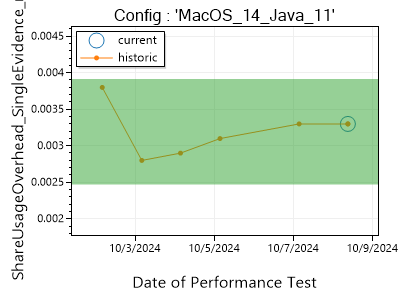 Config : 'MacOS_14_Java_11'
ShareUsageOverhead_SingleEvidence_
current
historic
0.0045
0.004
0.0035
0.003
0.0025
0.002
10/3/2024
10/5/2024
10/7/2024
10/9/2024
Date of Performance Test